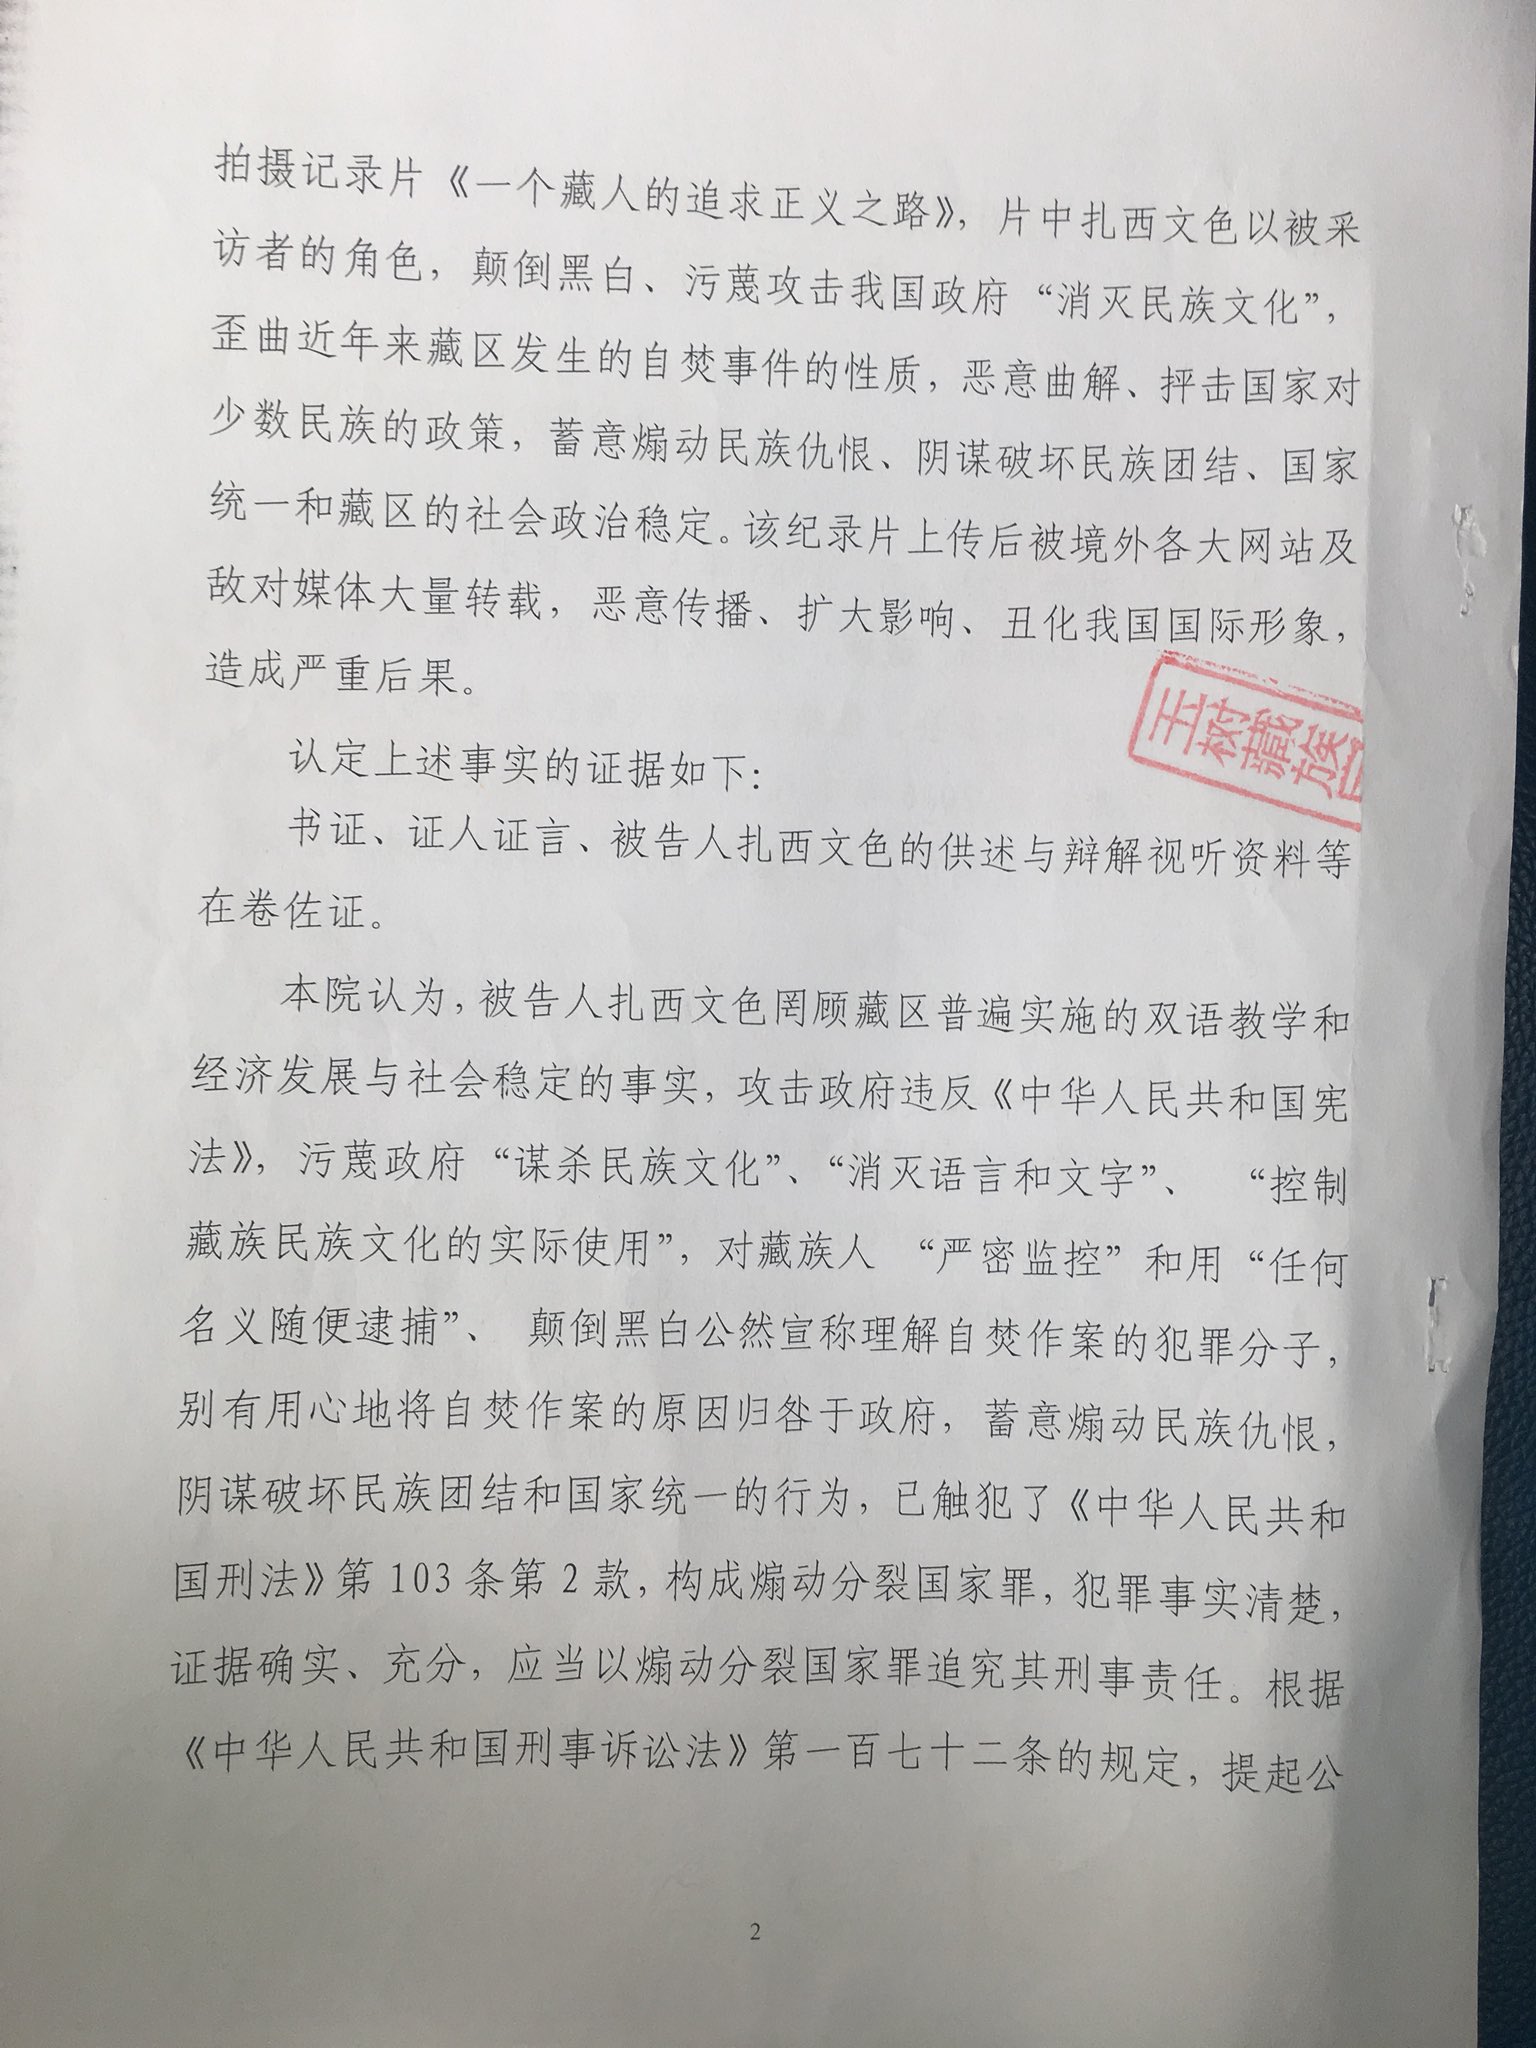 拍摄记录片《一个藏人的追求正义之路》，片中扎西文色以被采
访者的角色，颠倒黑白、污蔑攻击我国政府“消灭民族文化”，
歪曲近年来藏区发生的自焚事件的性质，恶意曲解、抨击国家对
少数民族的政策，蓄意煽动民族仇恨、阴谋破坏民族团结、国家
统一和藏区的社会政治稳定。该纪录片上传后被境外各大网站及
敌对媒体大量转载，恶意传播、扩大影响、丑化我国国际形象，
造成严重后果。
玉树藏族
认定上述事实的证据如下：
书证、证人证言、被告人扎西文色的供述与辩解视听资料等
在卷佐证。
本院认为，被告人扎西文色罔顾藏区普遍实施的双语教学和
经济发展与社会稳定的事实，攻击政府违反《中华人民共和国宪
法》，污蔑政府“谋杀民族文化”、“消灭语言和文字”、 “控制
藏族民族文化的实际使用”，对藏族人 “严密监控”和用“任何
名义随便逮捕”、 颠倒黑白公然宣称理解自焚作案的犯罪分子，
别有用心地将自焚作案的原因归咎于政府，蓄意煽动民族仇恨，
阴谋破坏民族团结和国家统一的行为，已触犯了《中华人民共和
国刑法》第 103 条第 2 款，构成煽动分裂国家罪，犯罪事实清楚，
证据确实、充分，应当以煽动分裂国家罪追究其刑事责任。根据
《中华人民共和国刑事诉讼法》第一百七十二条的规定，提起公
2